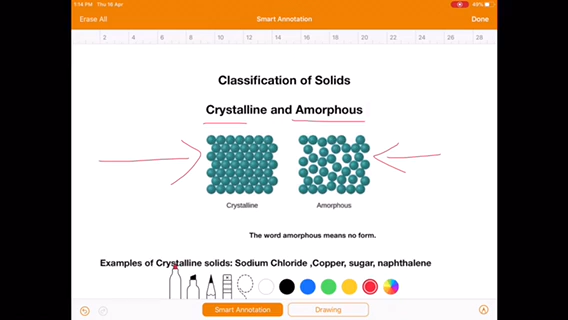 1:14 PM Thu 18 Apr 49%
Erase All Smart Annotation Done
2 4 6 8 10 12 14 16 18 20 22 24 26 28
Classification of Solids
Crystalline and Amorphous
Crystalline Amorphous
The word amorphous means no form.
Examples of Crystalline solids: Sodium Chloride ,Copper, sugar, naphthalene
Smart Annotation Drawing